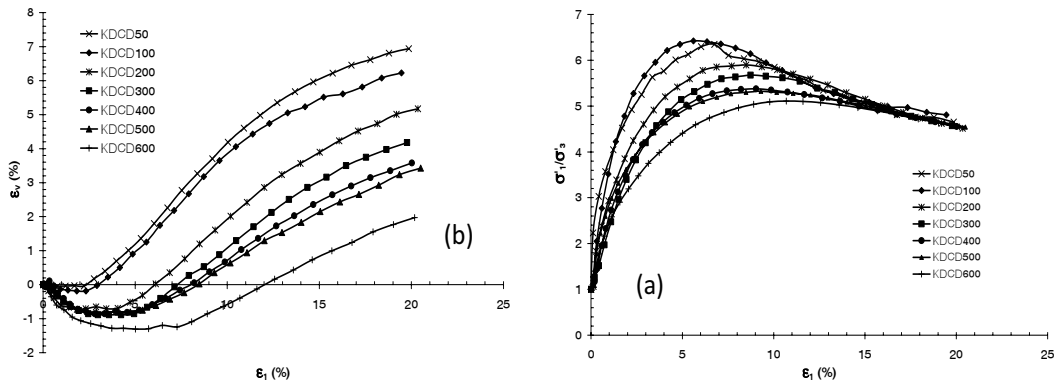 8
7
6
5
4
3
2
1
0
-1
-2
0
5
10
15
20
25
εv (%)
ε1 (%)
KDCD50
KDCD100
KDCD200
KDCD300
KDCD400
KDCD500
KDCD600
(b)
7
6
5
4
3
2
1
0
0
5
10
15
20
25
σ'1/σ'3
ε1 (%)
KDCD50
KDCD100
KDCD200
KDCD300
KDCD400
KDCD500
KDCD600
(a)